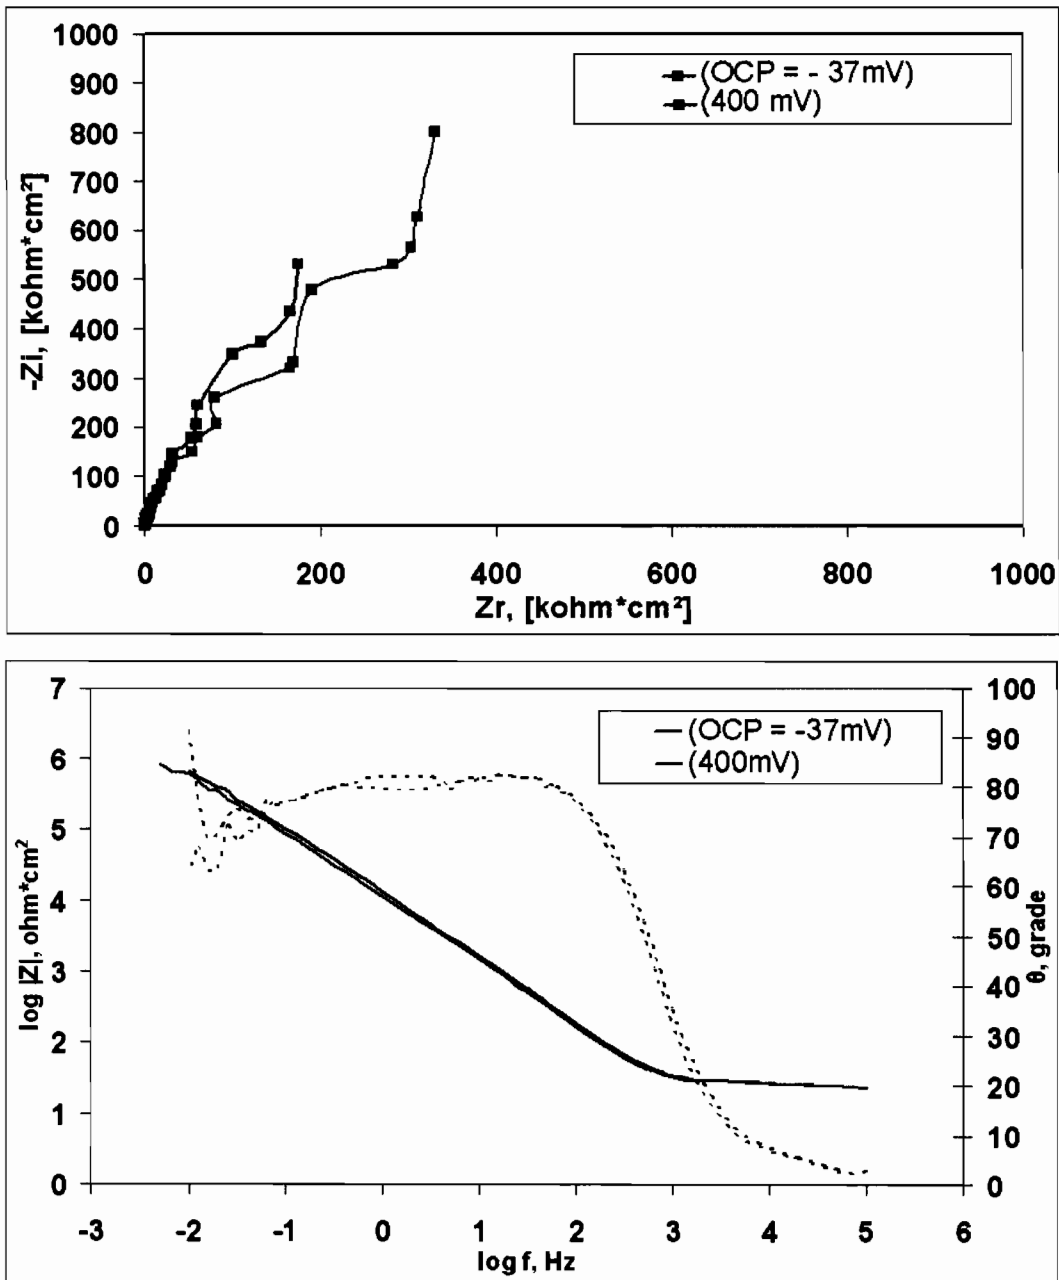 1000
900
800
700
600
500
400
300
200
100
0
-Zi, [kohm*cm²]
(OCP = - 37mV)
(400 mV)
0 200 400 600 800 1000
Zr, [kohm*cm²]
7
6
5
4
3
2
1
0
log |Z|, ohm*cm²
(OCP = -37mV)
(400mV)
100
90
80
70
60
50
40
30
20
10
0
θ, grade
-3 -2 -1 0 1 2 3 4 5 6
log f, Hz